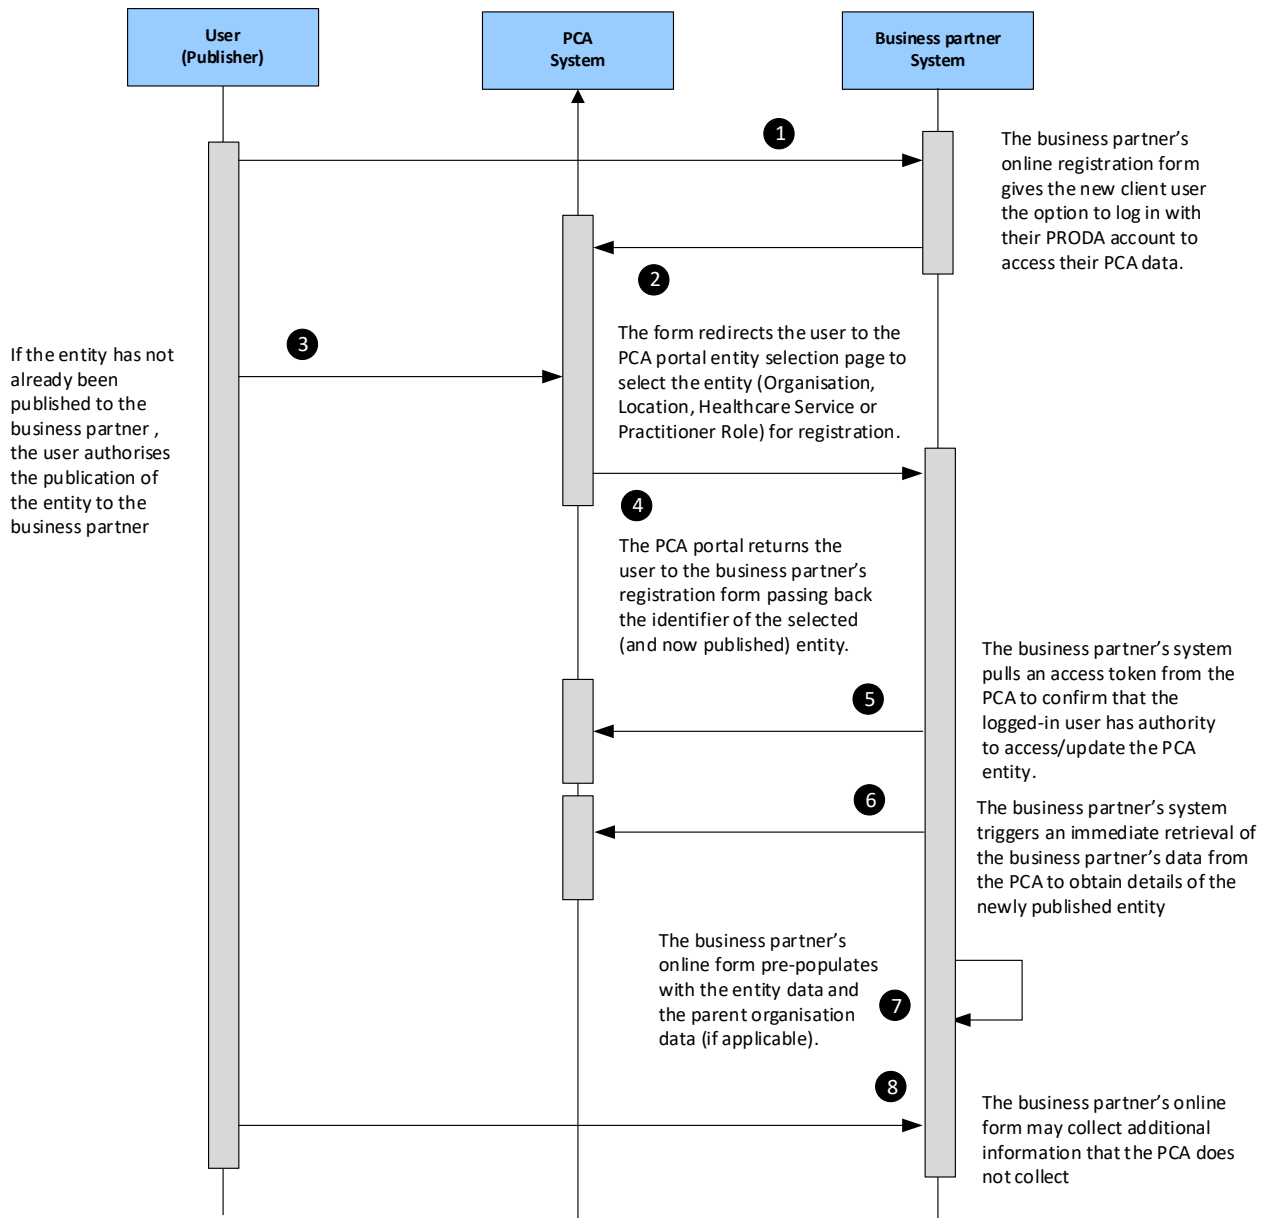 User
(Publisher)
PCA
System
Business partner
System
1
The business partner's
online registration form
gives the new client user
the option to log in with
their PRODA account to
access their PCA data.
2
The form redirects the user to the
PCA portal entity selection page to
select the entity (Organisation,
Location, Healthcare Service or
Practitioner Role) for registration.
3
If the entity has not
already been
published to the
business partner ,
the user authorises
the publication of
the entity to the
business partner
4
The PCA portal returns the
user to the business partner's
registration form passing back
the identifier of the selected
(and now published) entity.
5
The business partner's system
pulls an access token from the
PCA to confirm that the
logged-in user has authority
to access/update the PCA
entity.
6
The business partner's system
triggers an immediate retrieval of
the business partner's data from
the PCA to obtain details of the
newly published entity
The business partner's
online form pre-populates
with the entity data and
the parent organisation
data (if applicable).
7
8
The business partner's online
form may collect additional
information that the PCA does
not collect